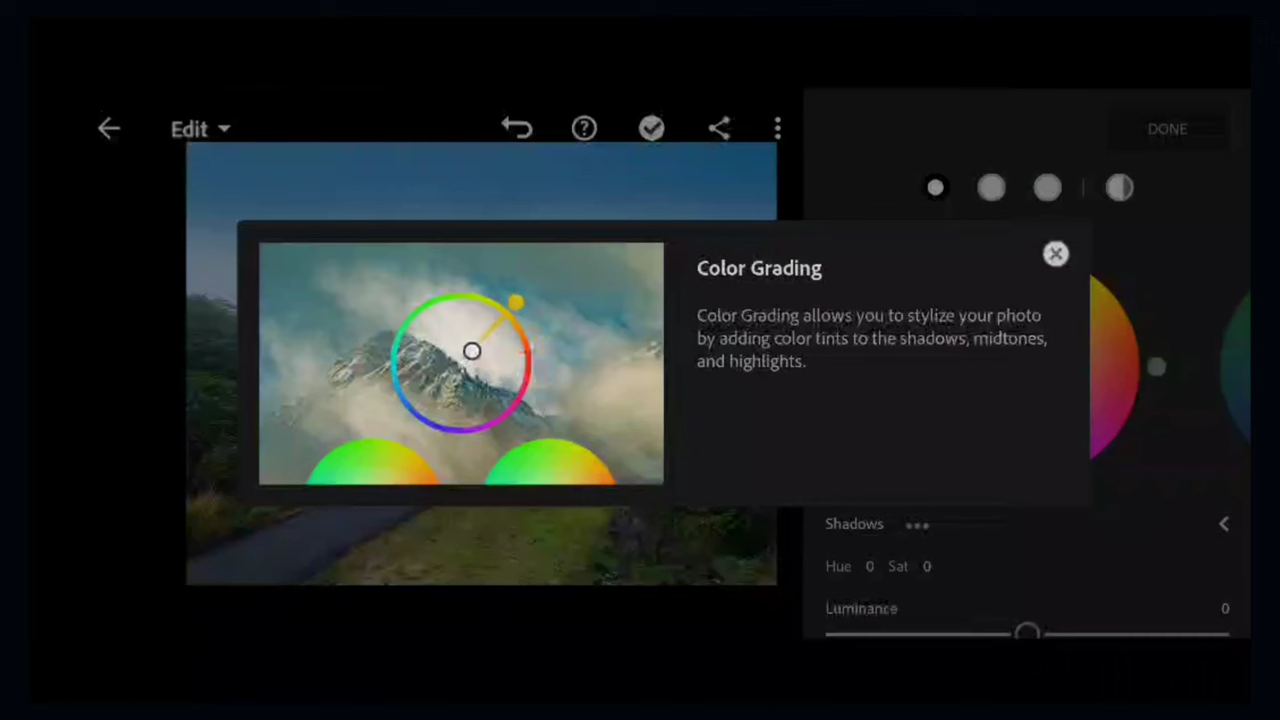 Edit
DONE
Color Grading
Color Grading allows you to stylize your photo
by adding color tints to the shadows, midtones,
and highlights.
Shadows
Hue 0 Sat 0
Luminance 0